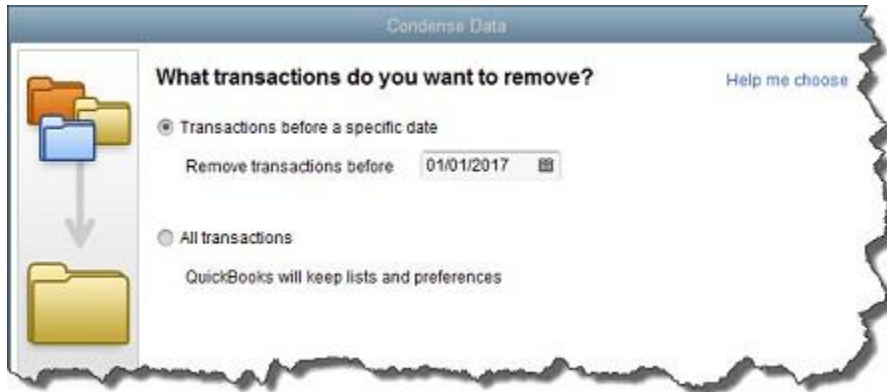 Condense Data
What transactions do you want to remove?
Help me choose
Transactions before a specific date
Remove transactions before 01/01/2017
All transactions
QuickBooks will keep lists and preferences